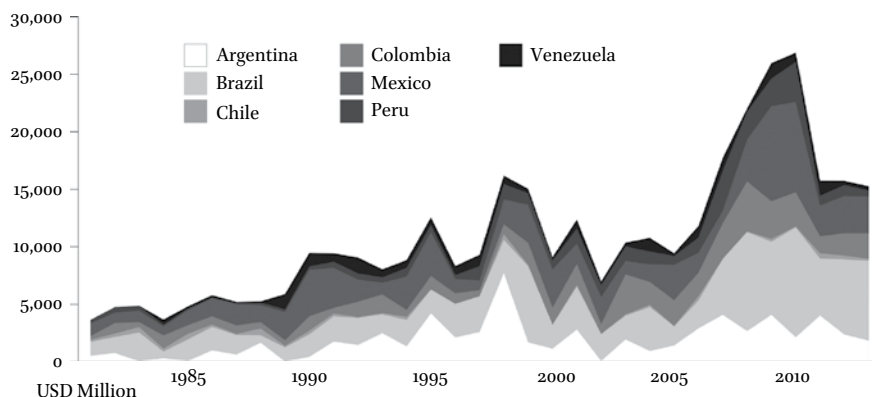 30,000
25,000
20,000
15,000
10,000
5,000
0
USD Million
Argentina
Brazil
Chile
Colombia
Mexico
Peru
Venezuela
1985
1990
1995
2000
2005
2010